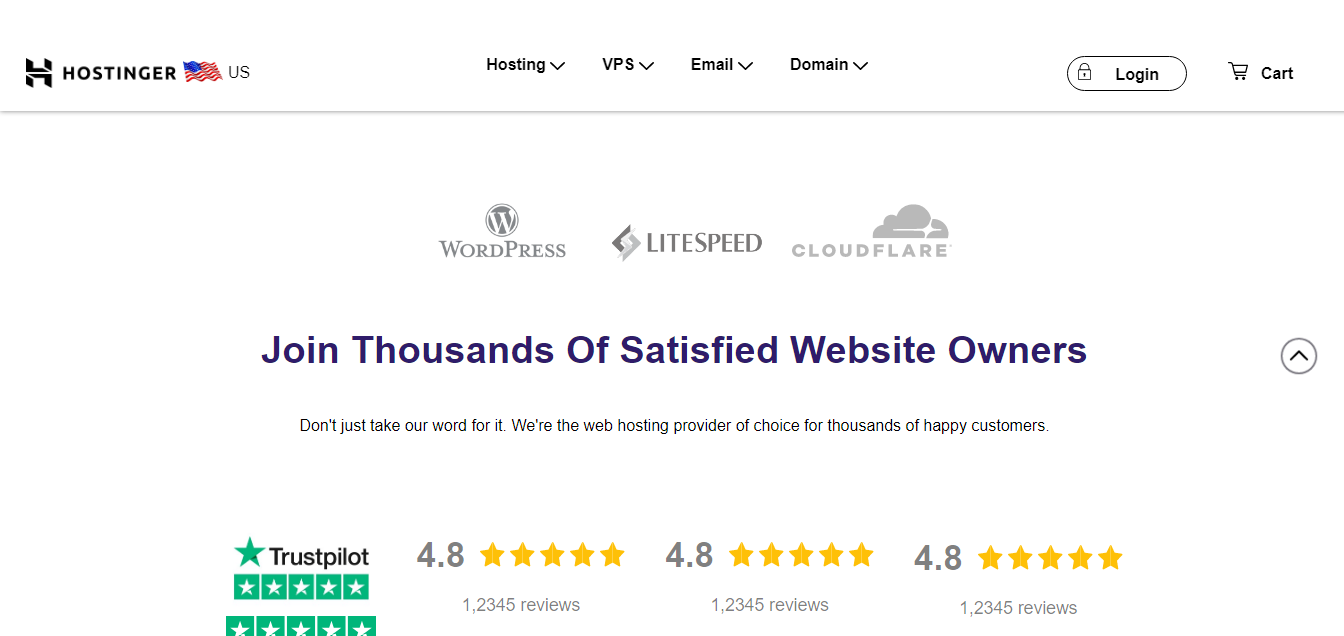 HOSTINGER US
Hosting VPS Email Domain
Login
Cart
WORDPRESS
LITESPEED
CLOUDFLARE
Join Thousands Of Satisfied Website Owners
Don't just take our word for it. We're the web hosting provider of choice for thousands of happy customers.
Trustpilot
4.8
1,2345 reviews
4.8
1,2345 reviews
4.8
1,2345 reviews